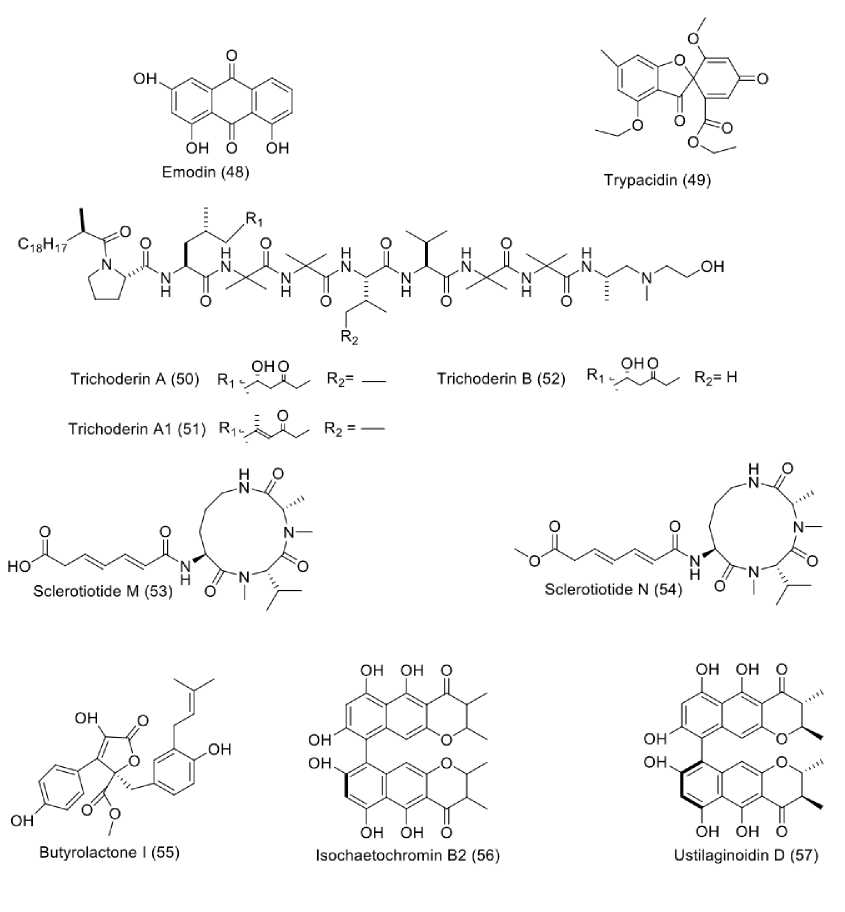 O
OH
OH O OH
Emodin (48)
O
O
O
O
O
O
O
Trypacidin (49)
C18H17
O
N
O
N
H
O
R1
H
N
O
N
H
O
H
N
R2
O
N
H
O
H
N
O
N
H
O
H
N
N
OH
Trichoderin A (50) R1 OH O R2=
Trichoderin B (52) R1 OH O R2= H
Trichoderin A1 (51) R1 O R2 =
HO
O
O
N
H
H
N
O
N
O
N
O
Sclerotiotide M (53)
O
O
O
N
H
H
N
O
N
O
N
O
Sclerotiotide N (54)
OH
O
O
OH
OH
O
O
Butyrolactone I (55)
OH OH O
OH
O
OH
O
OH OH O
Isochaetochromin B2 (56)
OH OH O
OH
O
OH
O
OH OH O
Ustilaginoidin D (57)